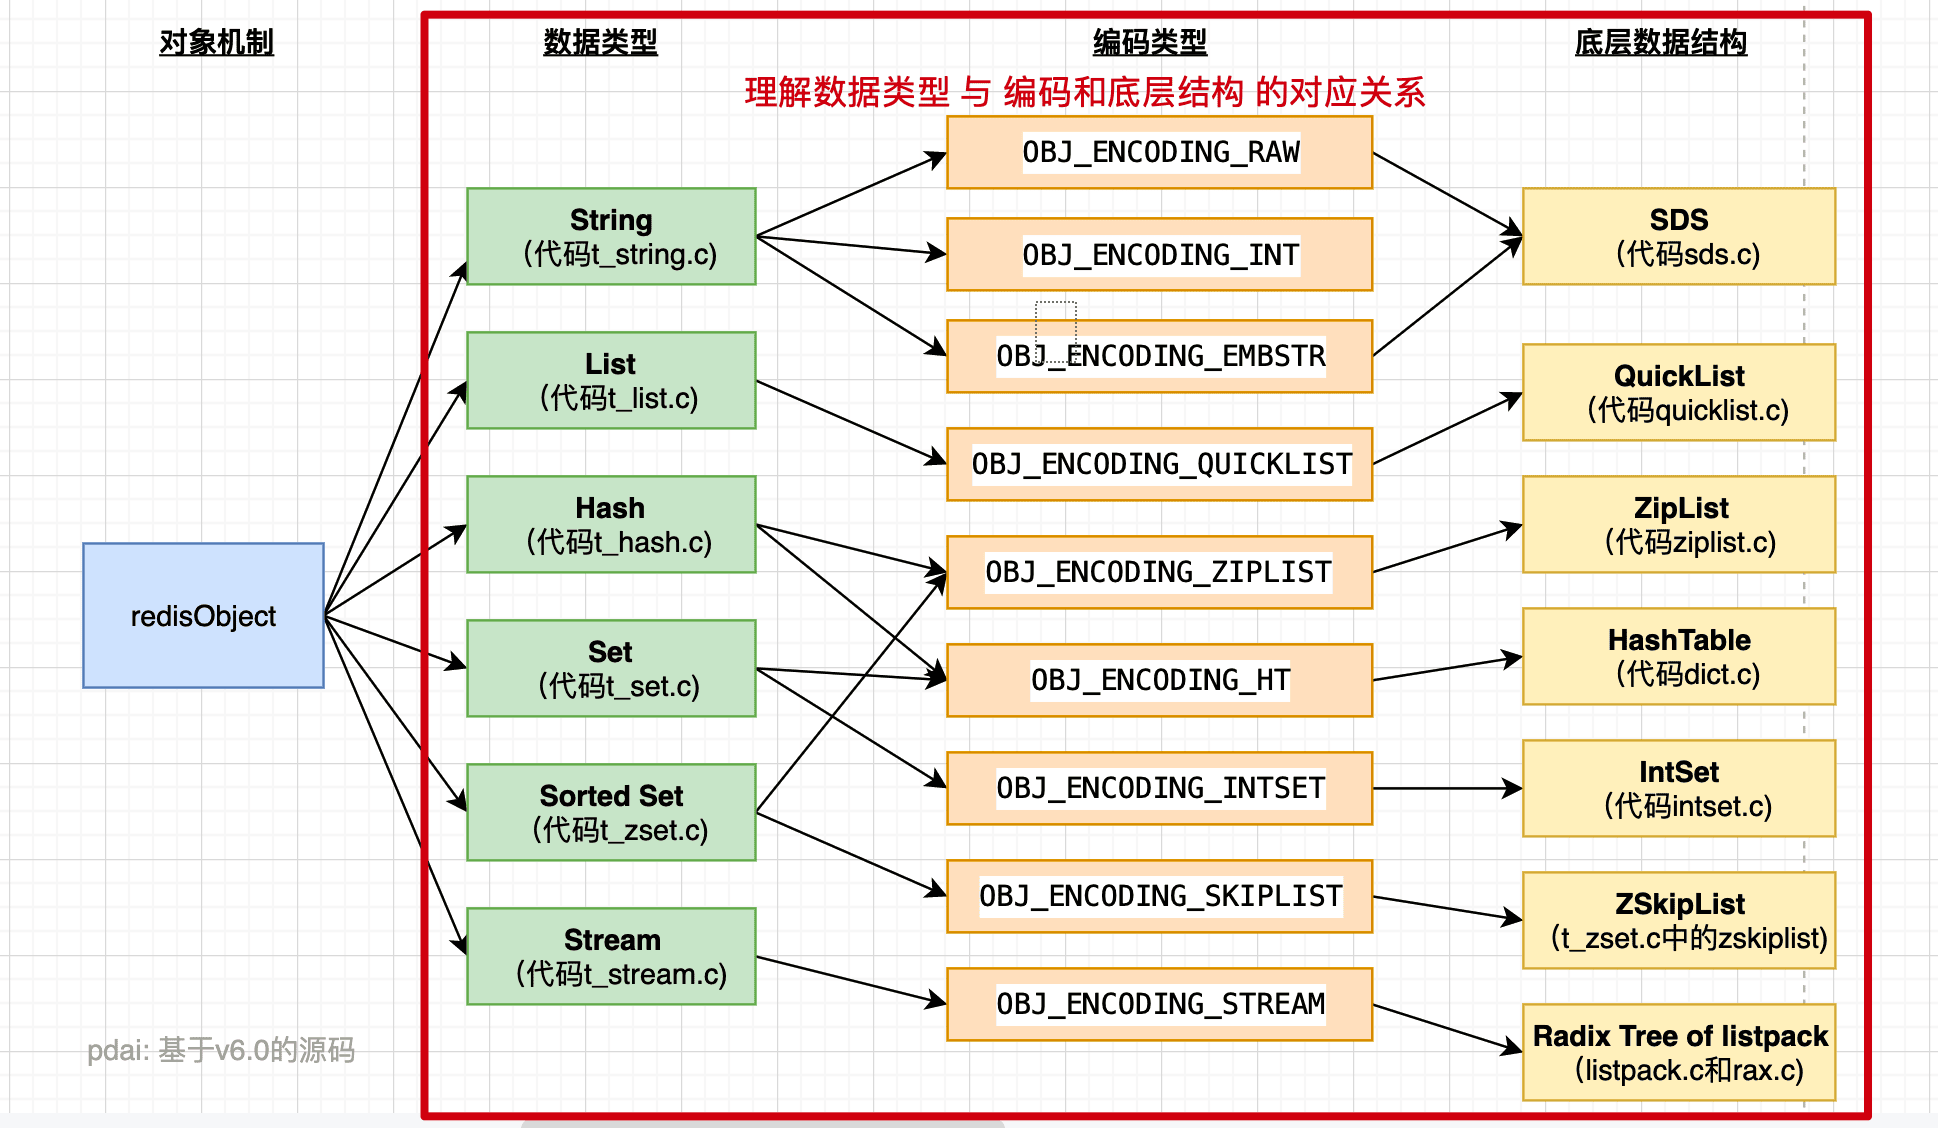 对象机制
数据类型
编码类型
底层数据结构
理解数据类型 与 编码和底层结构 的对应关系
redisObject
String
(代码t_string.c)
List
(代码t_list.c)
Hash
(代码t_hash.c)
Set
(代码t_set.c)
Sorted Set
(代码t_zset.c)
Stream
(代码t_stream.c)
OBJ_ENCODING_RAW
OBJ_ENCODING_INT
OBJ_ENCODING_EMBSTR
OBJ_ENCODING_QUICKLIST
OBJ_ENCODING_ZIPLIST
OBJ_ENCODING_HT
OBJ_ENCODING_INTSET
OBJ_ENCODING_SKIPLIST
OBJ_ENCODING_STREAM
SDS
(代码sds.c)
QuickList
(代码quicklist.c)
ZipList
(代码ziplist.c)
HashTable
(代码dict.c)
IntSet
(代码intset.c)
ZSkipList
(t_zset.c中的zskiplist)
Radix Tree of listpack
(listpack.c和rax.c)
pdai: 基于v6.0的源码